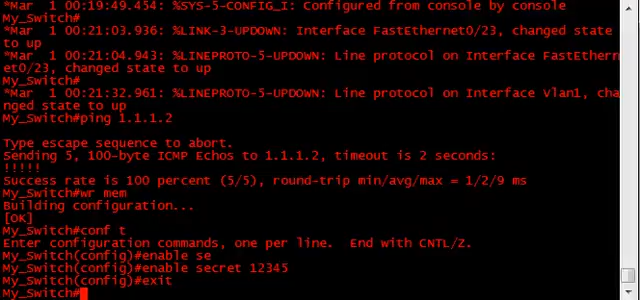 *Mar  1 00:19:49.454: %SYS-5-CONFIG_I: Configured from console by console
My_Switch#
*Mar  1 00:21:03.936: %LINK-3-UPDOWN: Interface FastEthernet0/23, changed state
to up
*Mar  1 00:21:04.943: %LINEPROTO-5-UPDOWN: Line protocol on Interface FastEthern
et0/23, changed state to up
My_Switch#
*Mar  1 00:21:32.961: %LINEPROTO-5-UPDOWN: Line protocol on Interface Vlan1, cha
nged state to up
My_Switch#ping 1.1.1.2
Type escape sequence to abort.
Sending 5, 100-byte ICMP Echos to 1.1.1.2, timeout is 2 seconds:
!!!!!
Success rate is 100 percent (5/5), round-trip min/avg/max = 1/2/9 ms
My_Switch#wr mem
Building configuration...
[OK]
My_Switch#conf t
Enter configuration commands, one per line.  End with CNTL/Z.
My_Switch(config)#enable se
My_Switch(config)#enable secret 12345
My_Switch(config)#exit
My_Switch#